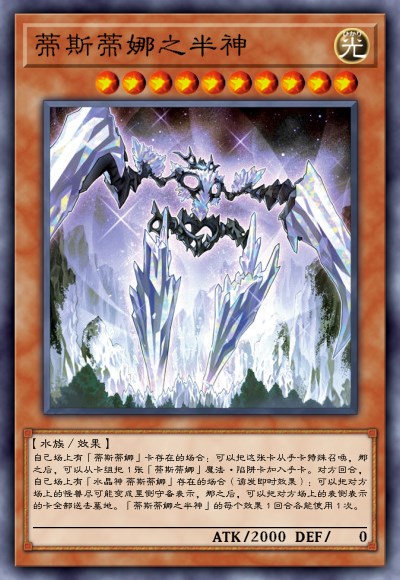 蒂斯蒂娜之半神
光
【水族／效果】
自己场上有「蒂斯蒂娜」卡存在的场合：可以把这张卡从手卡特殊召唤，那
之后，可以从卡组把1张「蒂斯蒂娜」魔法·陷阱卡加入手卡。对方回合，
自己场上有「水晶神 蒂斯蒂娜」存在的场合（诱发即时效果）：可以把对方
场上的怪兽尽可能变成里侧守备表示，那之后，可以把对方场上的表侧表示
的卡全部送去墓地。「蒂斯蒂娜之半神」的每个效果1回合各能使用1次。
ATK/2000 DEF/ 0